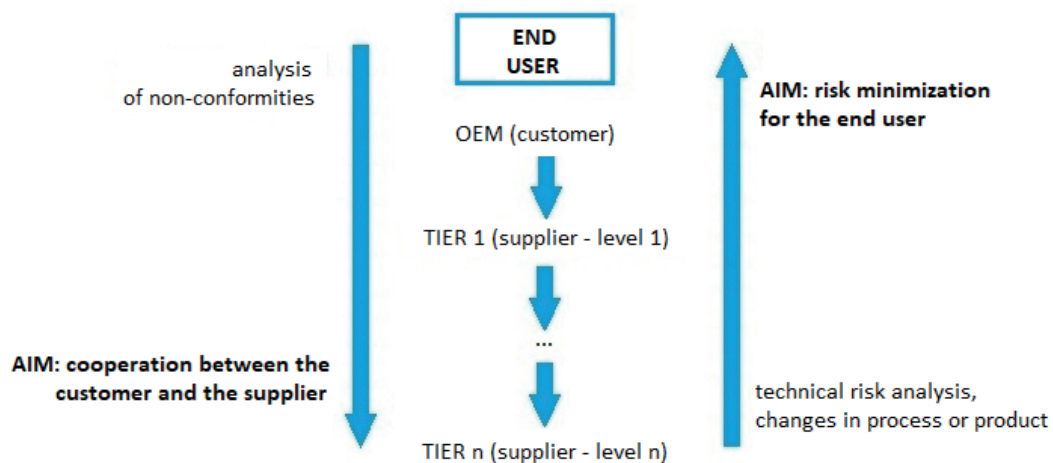 analysis
of non-conformities
AIM: cooperation between the
customer and the supplier
END
USER
OEM (customer)
TIER 1 (supplier - level 1)
...
TIER n (supplier - level n)
AIM: risk minimization
for the end user
technical risk analysis,
changes in process or product